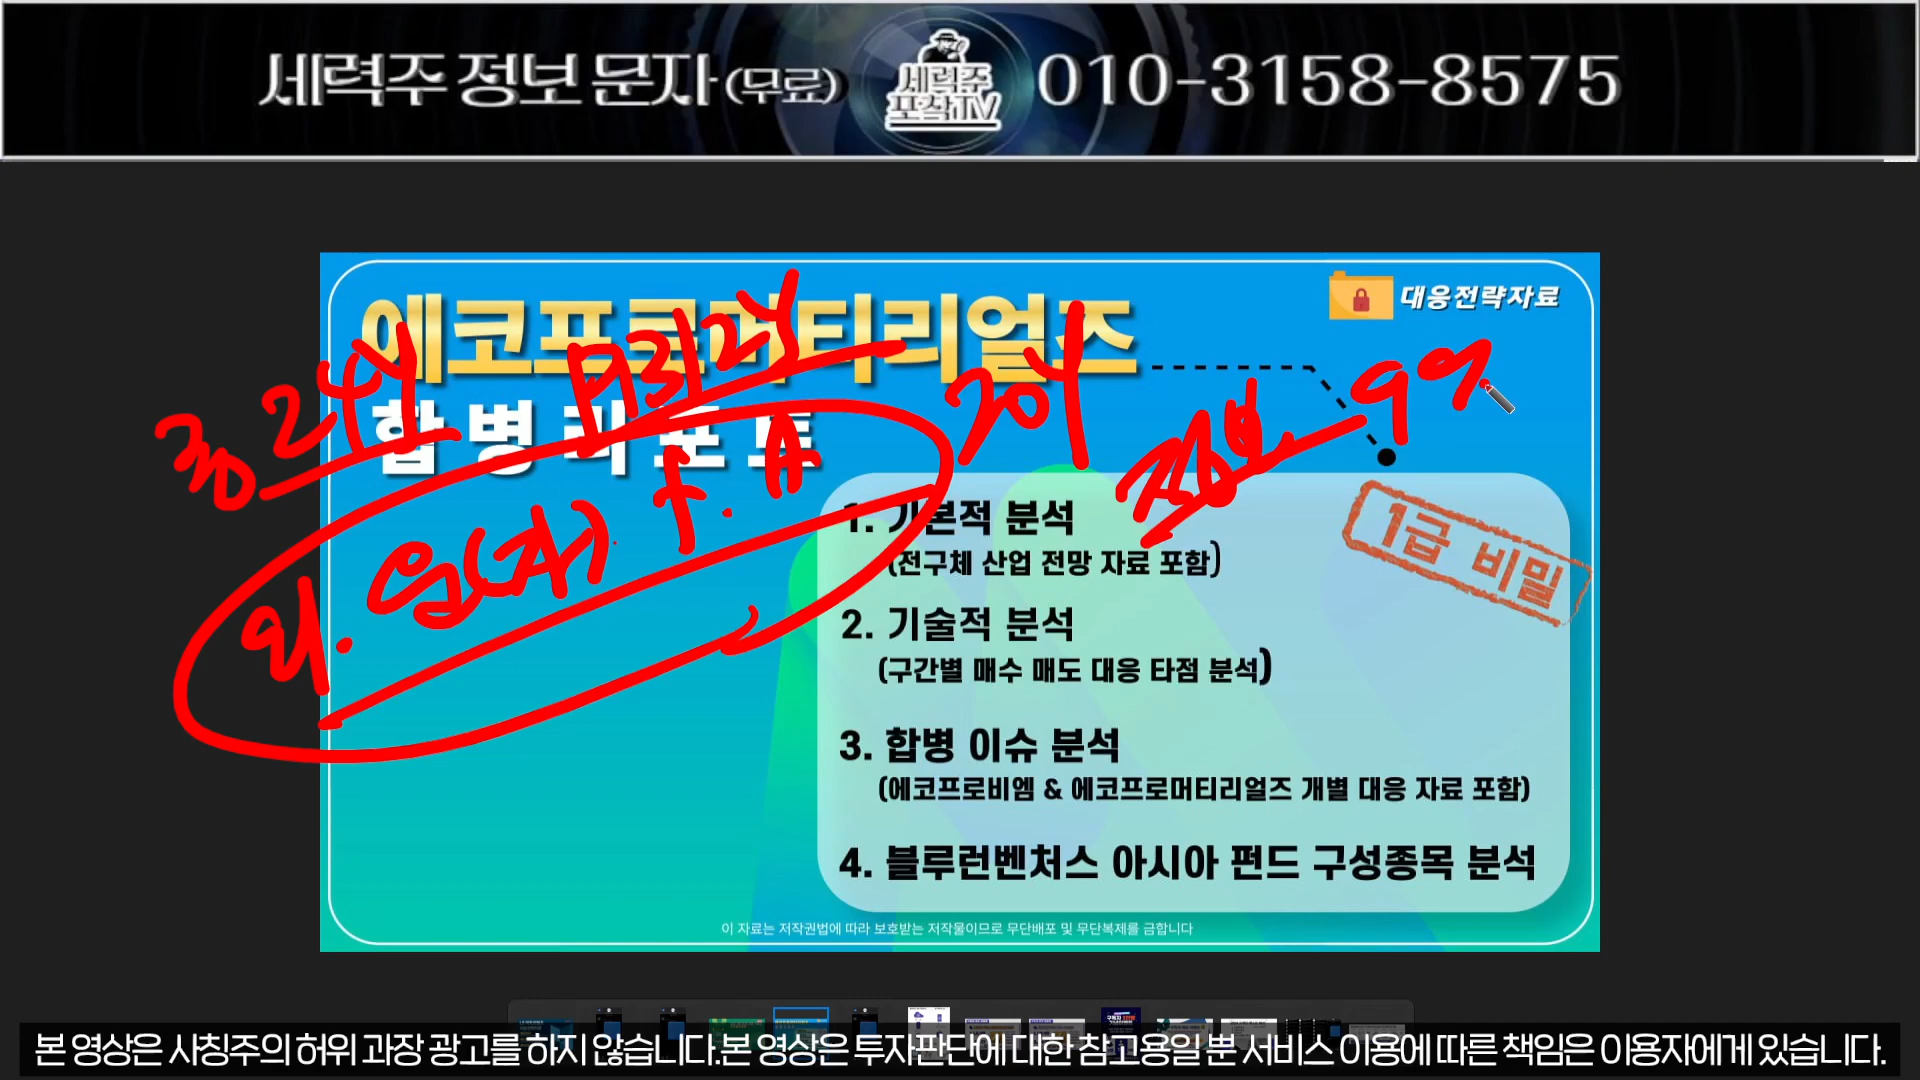 세력주 정보 문자 (무료) 세력주 포착TV 010-3158-8575
에코프로머티리얼즈
대응전략자료
합병리포트
1급 비밀
1. 기본적 분석
(전구체 산업 전망 자료 포함)
2. 기술적 분석
(구간별 매수 매도 대응 타점 분석)
3. 합병 이슈 분석
(에코프로비엠 & 에코프로머티리얼즈 개별 대응 자료 포함)
4. 블루런벤처스 아시아 펀드 구성종목 분석
이 자료는 저작권법에 따라 보호받는 저작물이므로 무단배포 및 무단복제를 금합니다
중 24Y
20Y
정보 99%
본 영상은 사칭주의 허위 과장 광고를 하지 않습니다.본 영상은 투자판단에 대한 참고용일 분 서비스 이용에 따른 책임은 이용자에게 있습니다.